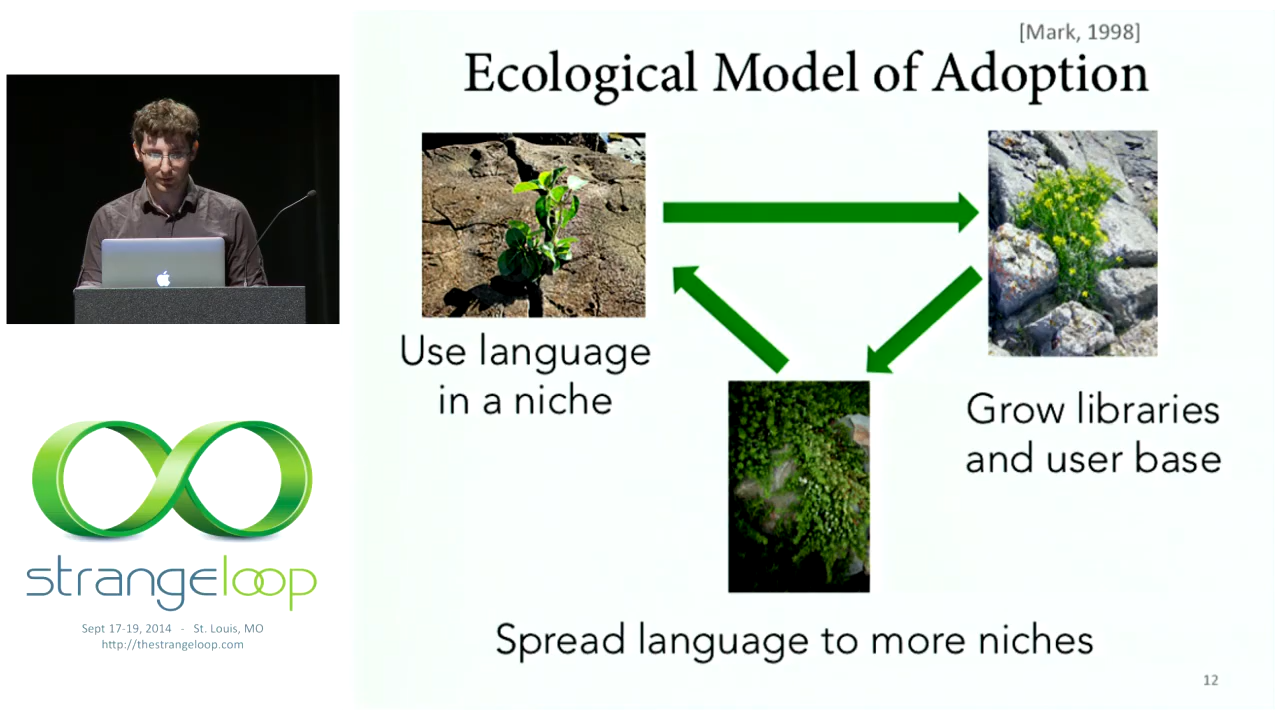 [Mark, 1998]
Ecological Model of Adoption
Use language
in a niche
Grow libraries
and user base
Spread language to more niches
12
strangeloop
Sept 17-19, 2014 - St. Louis, MO
http://thestrangeloop.com